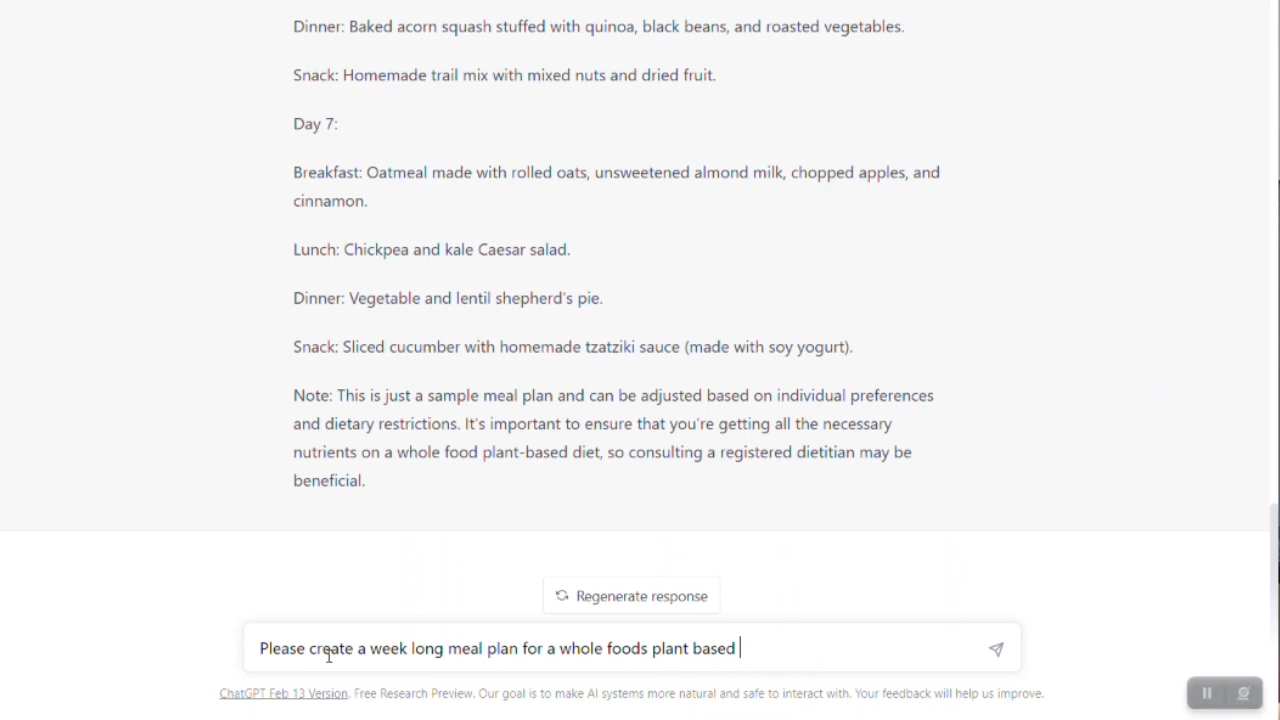 Dinner: Baked acorn squash stuffed with quinoa, black beans, and roasted vegetables.
Snack: Homemade trail mix with mixed nuts and dried fruit.
Day 7:
Breakfast: Oatmeal made with rolled oats, unsweetened almond milk, chopped apples, and
cinnamon.
Lunch: Chickpea and kale Caesar salad.
Dinner: Vegetable and lentil shepherd's pie.
Snack: Sliced cucumber with homemade tzatziki sauce (made with soy yogurt).
Note: This is just a sample meal plan and can be adjusted based on individual preferences
and dietary restrictions. It's important to ensure that you're getting all the necessary
nutrients on a whole food plant-based diet, so consulting a registered dietitian may be
beneficial.
Regenerate response
Please create a week long meal plan for a whole foods plant based
ChatGPT Feb 13 Version. Free Research Preview. Our goal is to make AI systems more natural and safe to interact with. Your feedback will help us improve.